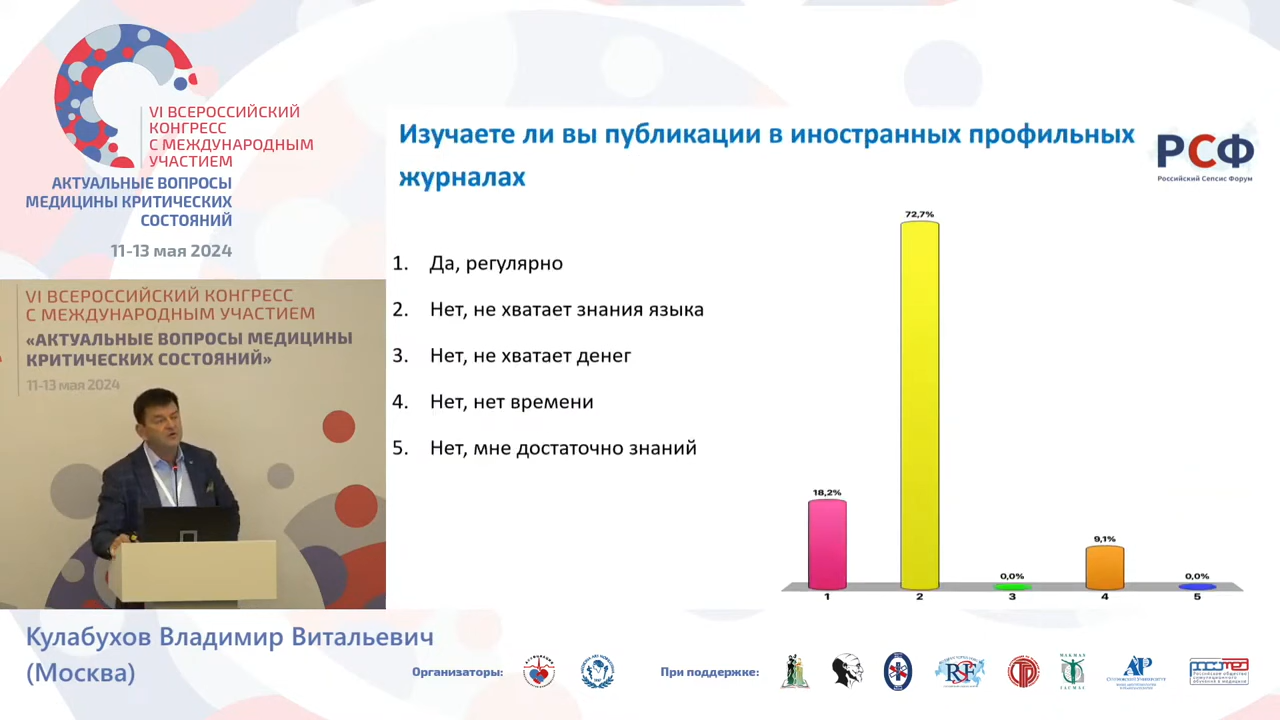 VI ВСЕРОССИЙСКИЙ
КОНГРЕСС
С МЕЖДУНАРОДНЫМ
УЧАСТИЕМ
АКТУАЛЬНЫЕ ВОПРОСЫ
МЕДИЦИНЫ КРИТИЧЕСКИХ
СОСТОЯНИЙ
11-13 мая 2024
VI ВСЕРОССИЙСКИЙ КОНГРЕСС
С МЕЖДУНАРОДНЫМ УЧАСТИЕМ
«АКТУАЛЬНЫЕ ВОПРОСЫ МЕДИЦИНЫ
КРИТИЧЕСКИХ СОСТОЯНИЙ»
11-13 мая 2024
Изучаете ли вы публикации в иностранных профильных
журналах
РСФ
Российский Сепсис Форум
1. Да, регулярно
2. Нет, не хватает знания языка
3. Нет, не хватает денег
4. Нет, нет времени
5. Нет, мне достаточно знаний
72,7%
18,2%
9,1%
0,0%
0,0%
1 2 3 4 5
Кулабухов Владимир Витальевич
(Москва)
Организаторы:
При поддержке: